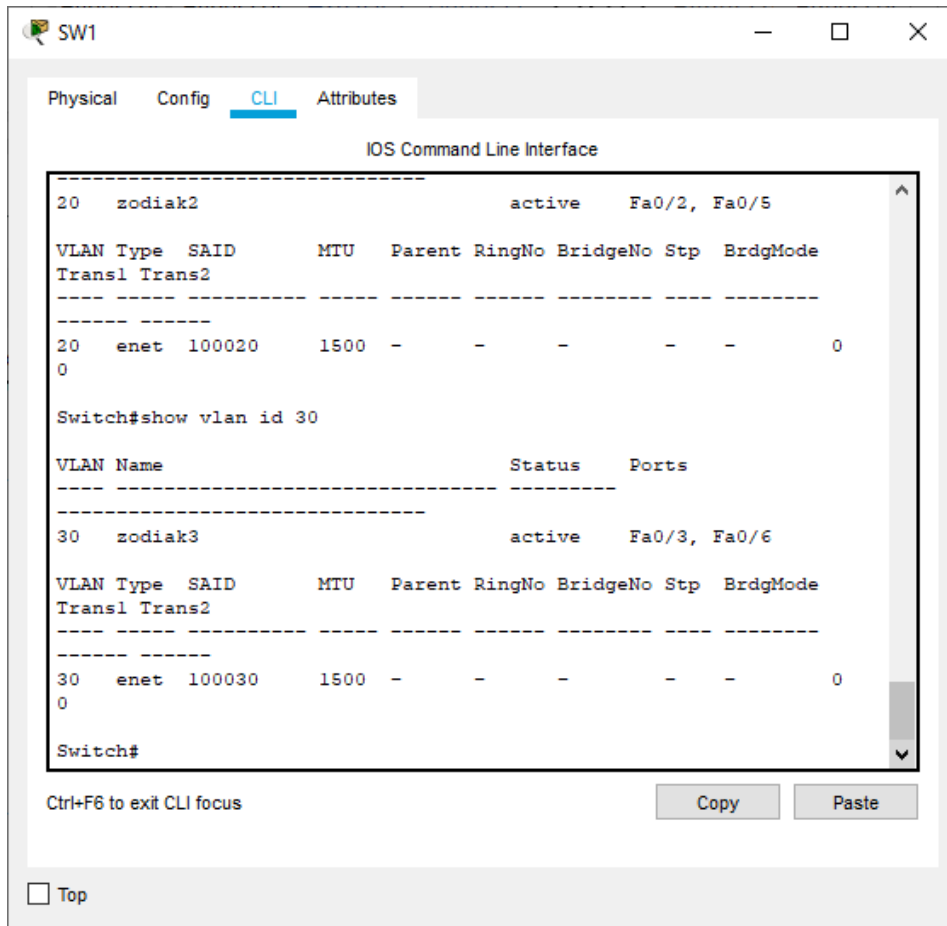 SW1
Physical Config CLI Attributes
IOS Command Line Interface
--------------------------------
20   zodiak2                          active    Fa0/2, Fa0/5

VLAN Type  SAID       MTU   Parent RingNo BridgeNo Stp  BrdgMode
Trans1 Trans2
---- ----- ---------- ----- ------ ------ -------- ---- --------
------ ------
20   enet  100020     1500  -      -      -        -    -        0
0

Switch#show vlan id 30

VLAN Name                             Status    Ports
---- -------------------------------- ---------
-------------------------------
30   zodiak3                          active    Fa0/3, Fa0/6

VLAN Type  SAID       MTU   Parent RingNo BridgeNo Stp  BrdgMode
Trans1 Trans2
---- ----- ---------- ----- ------ ------ -------- ---- --------
------ ------
30   enet  100030     1500  -      -      -        -    -        0
0

Switch#
Ctrl+F6 to exit CLI focus
Copy Paste
Top